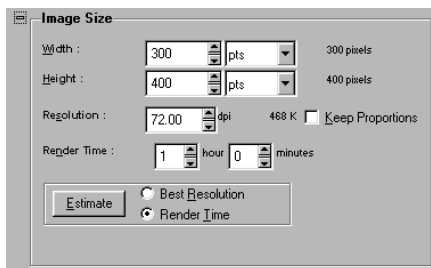 Image Size
Width : 300 pts 300 pixels
Height : 400 pts 400 pixels
Resolution : 72.00 dpi 468 K Keep Proportions
Render Time : 1 hour 0 minutes
Estimate
Best Resolution
Render Time